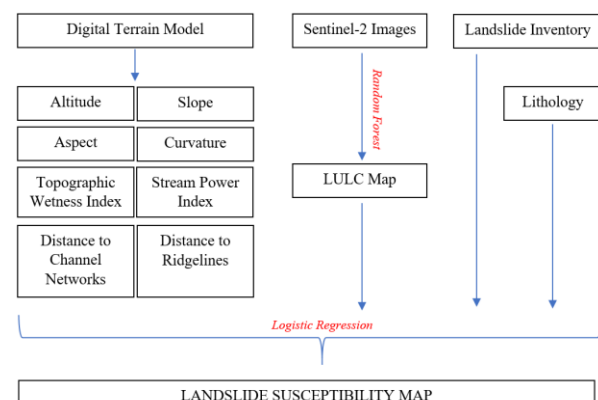 Digital Terrain Model
Sentinel-2 Images
Landslide Inventory
Altitude
Slope
Random Forest
Lithology
Aspect
Curvature
Topographic
Wetness Index
Stream Power
Index
LULC Map
Distance to
Channel
Networks
Distance to
Ridgelines
Logistic Regression
LANDSLIDE SUSCEPTIBILITY MAP